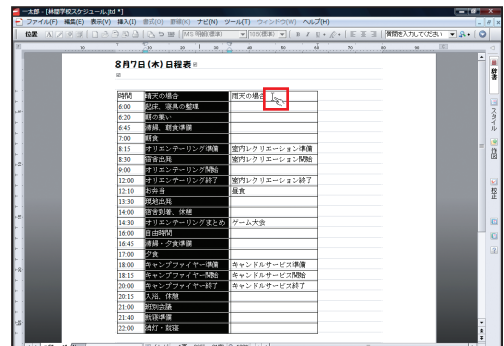 一太郎 - [林間学校スケジュール.jtd *]
ファイル(F) 編集(E) 表示(V) 挿入(I) 書式(O) 罫線(K) ナビ(N) ツール(T) ウィンドウ(W) ヘルプ(H)
位置 [MS 明朝(標準) 10.5(標準) B I U 質問を入力してください
8月7日(木)日程表
時間 晴天の場合 雨天の場合
6:00 起床、寝具の整理
6:20 朝の集い
6:45 清掃、朝食準備
7:00 朝食
8:15 オリエンテーリング準備 室内レクリエーション準備
8:30 宿舎出発 室内レクリエーション開始
9:00 オリエンテーリング開始
12:00 オリエンテーリング終了 室内レクリエーション終了
12:10 お弁当 昼食
13:30 現地出発
14:00 宿舎到着、休憩
14:30 オリエンテーリングまとめ ゲーム大会
16:00 自由時間
16:45 清掃・夕食準備
17:00 夕食
18:00 キャンプファイヤー準備 キャンドルサービス準備
18:15 キャンプファイヤー開始 キャンドルサービス開始
20:00 キャンプファイヤー終了 キャンドルサービス終了
20:15 入浴、休憩
21:00 班別会議
21:40 就寝準備
22:00 消灯・就寝
スタイル
作図
校正